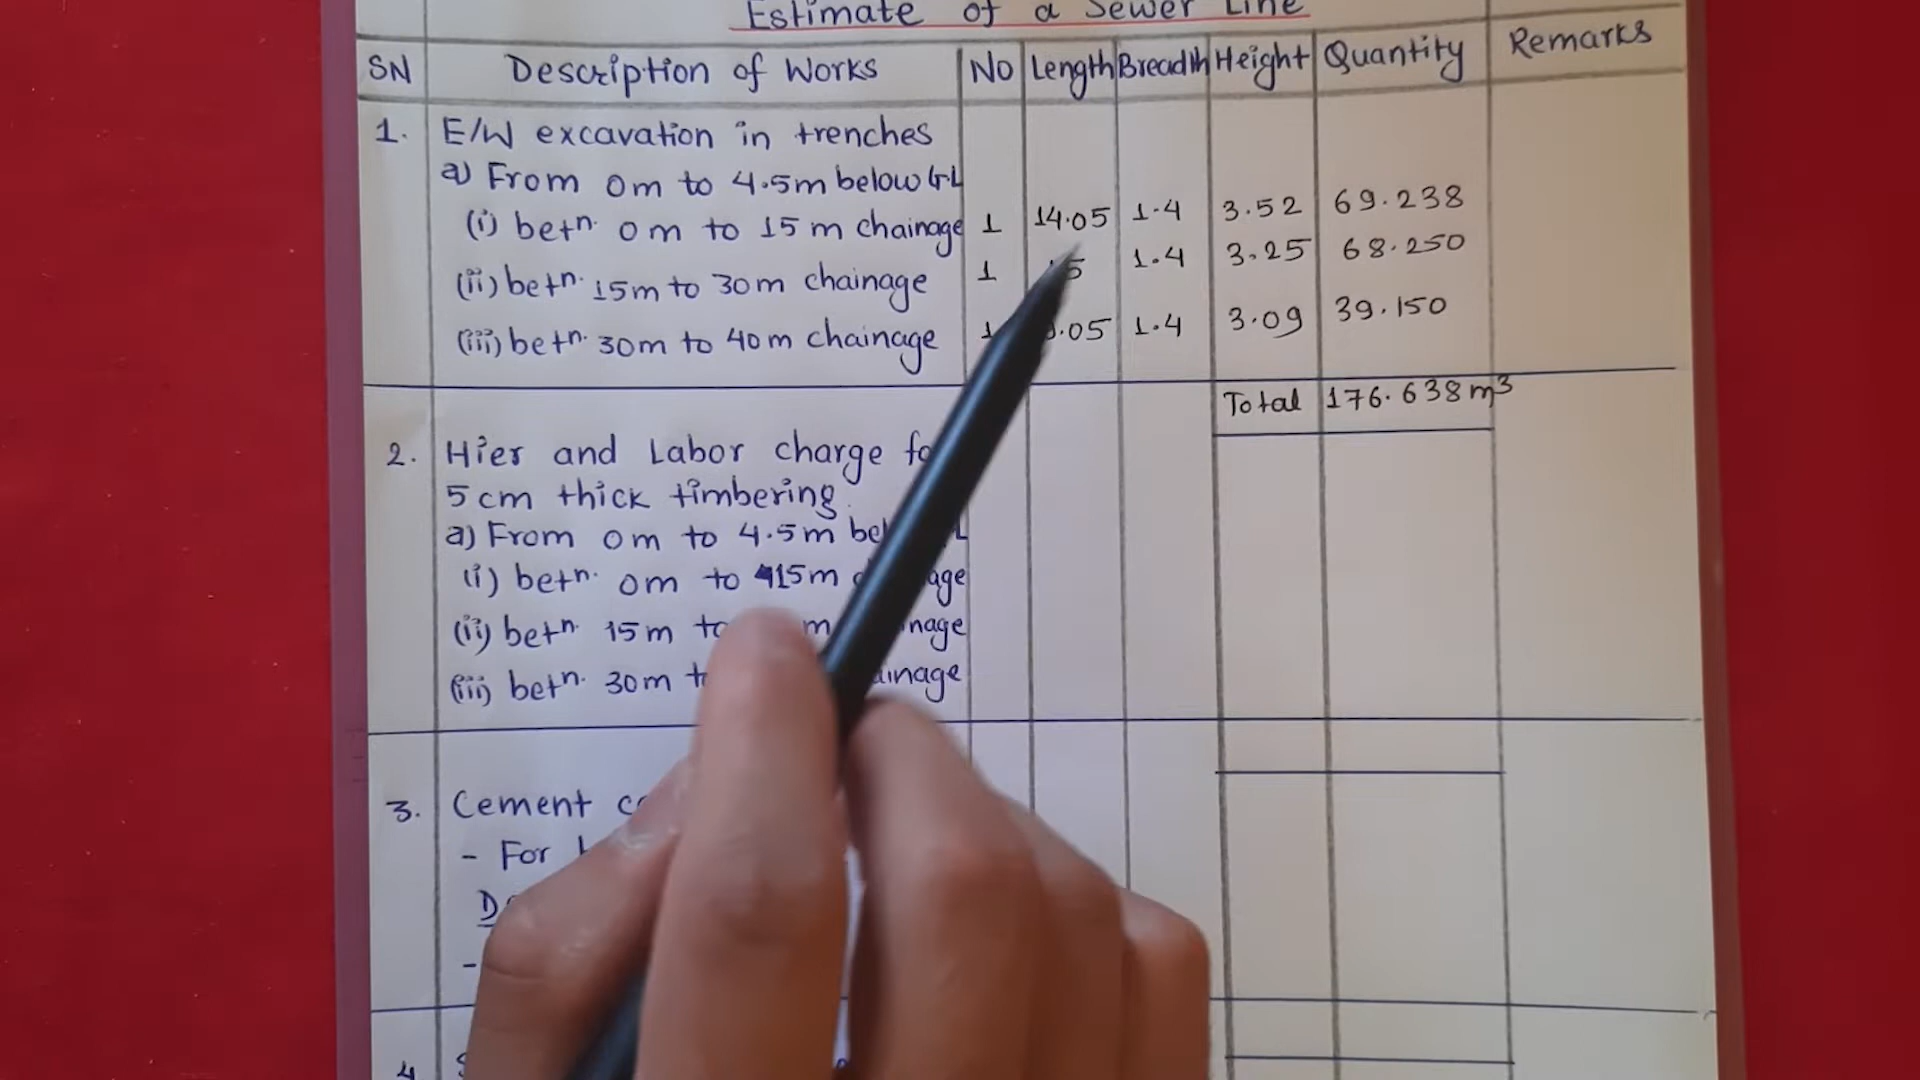 Estimate of a Sewer Line
SN Description of Works No Length Breadth Height Quantity Remarks
1. E/W excavation in trenches
a) From 0m to 4.5m below G.L
(i) betn. 0m to 15m chainage 1 14.05 1.4 3.52 69.238
(ii) betn. 15m to 30m chainage 1 1.4 3.25 68.250
(iii) betn. 30m to 40m chainage 1 1.4 3.09 39.150
Total 176.638 m3
2. Hier and Labor charge
5cm thick timbering
a) From 0m to 4.5m
(i) betn. 0m to 15m
(ii) betn. 15m
(iii) betn. 30m
3. Cement
- For
-
4